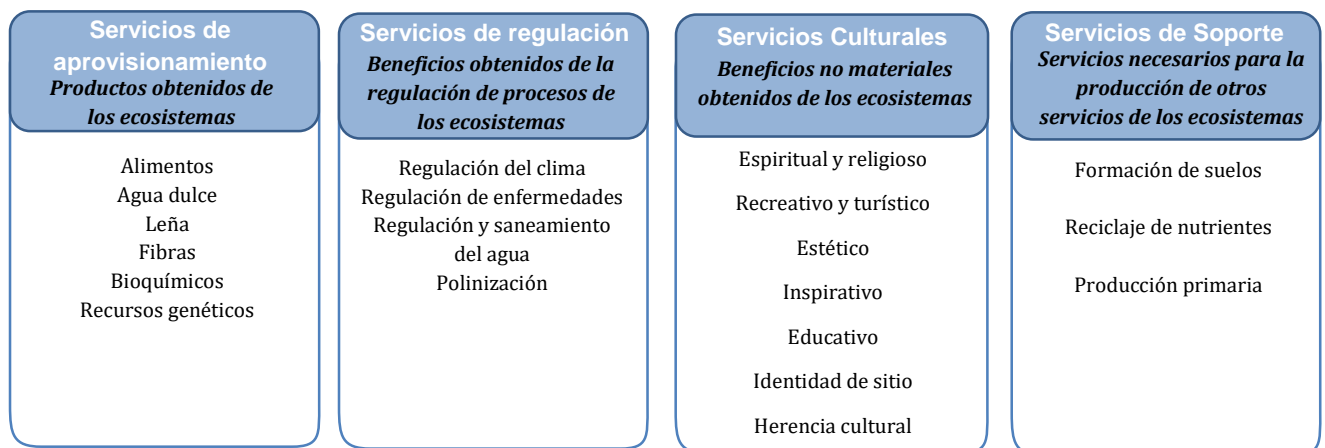 Servicios de
aprovisionamiento
Productos obtenidos de
los ecosistemas
Alimentos
Agua dulce
Leña
Fibras
Bioquímicos
Recursos genéticos
Servicios de regulación
Beneficios obtenidos de la
regulación de procesos de
los ecosistemas
Regulación del clima
Regulación de enfermedades
Regulación y saneamiento
del agua
Polinización
Servicios Culturales
Beneficios no materiales
obtenidos de los ecosistemas
Espiritual y religioso
Recreativo y turístico
Estético
Inspirativo
Educativo
Identidad de sitio
Herencia cultural
Servicios de Soporte
Servicios necesarios para la
producción de otros
servicios de los ecosistemas
Formación de suelos
Reciclaje de nutrientes
Producción primaria